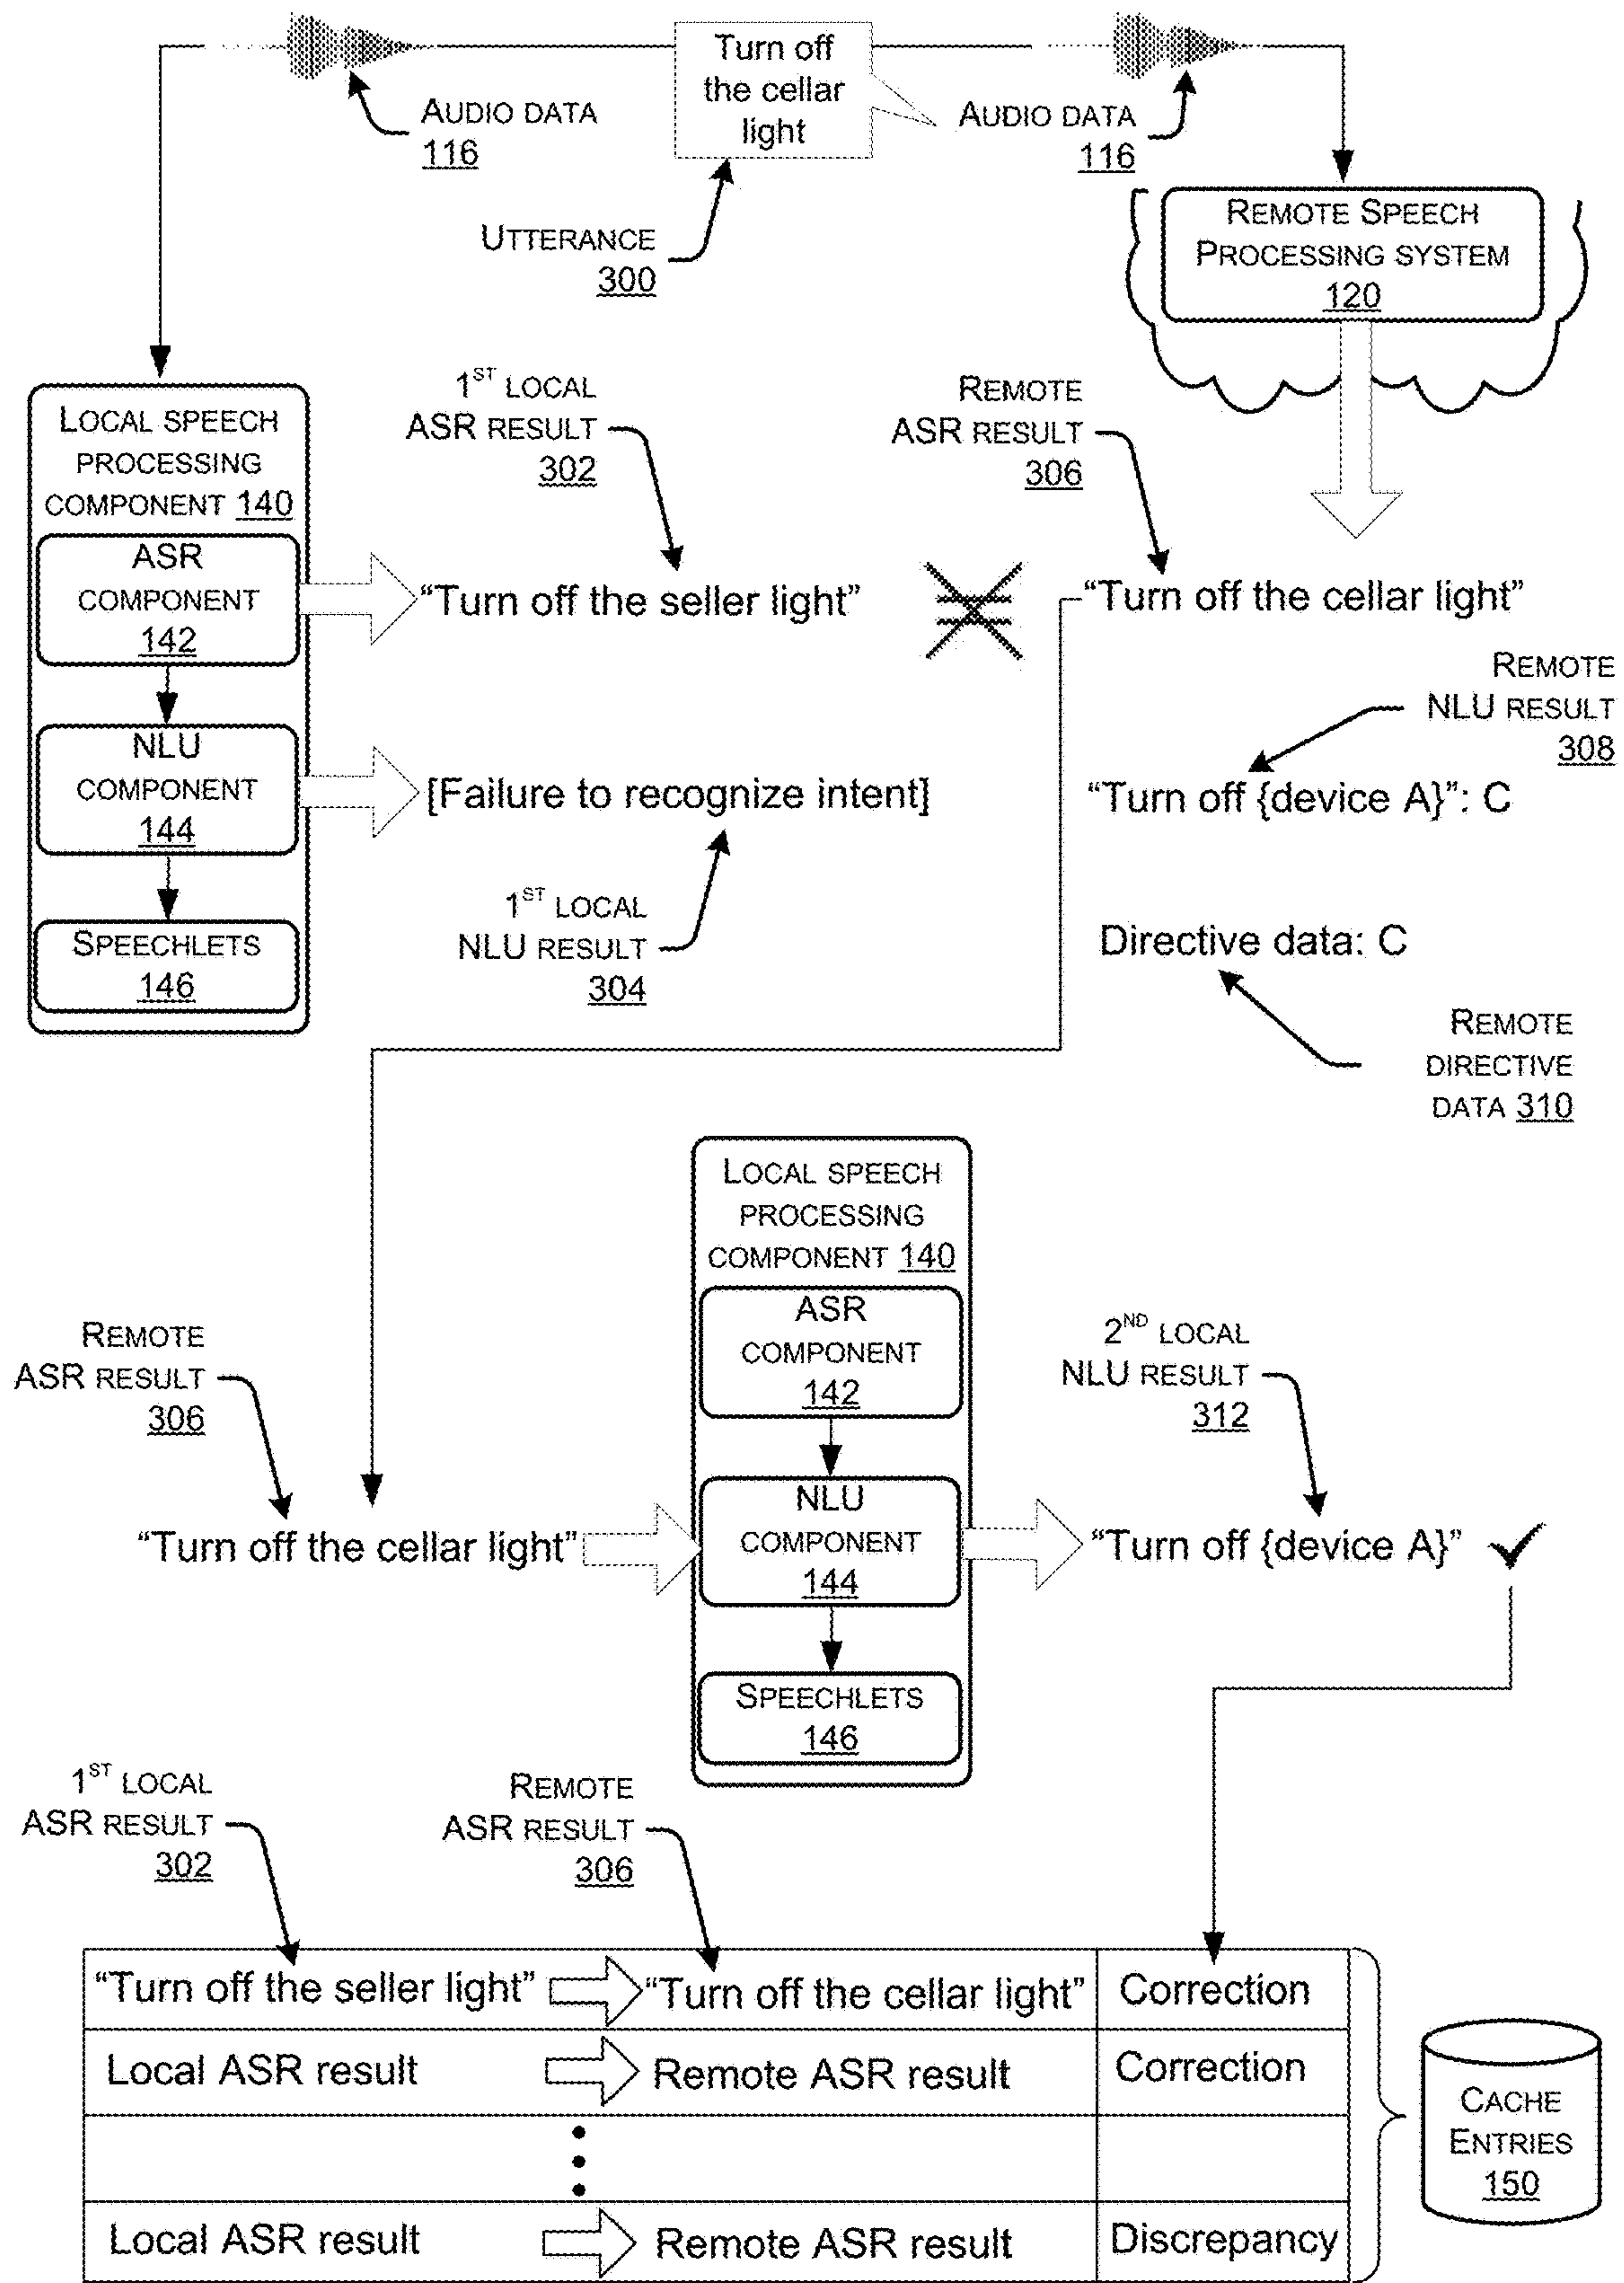 Turn off
the cellar
light
AUDIO DATA
116
AUDIO DATA
116
UTTERANCE
300
REMOTE SPEECH
PROCESSING SYSTEM
120
LOCAL SPEECH
PROCESSING
COMPONENT 140
ASR
COMPONENT
142
NLU
COMPONENT
144
SPEECHLETS
146
1ST LOCAL
ASR RESULT
302
REMOTE
ASR RESULT
306
“Turn off the seller light”
=
“Turn off the cellar light”
REMOTE
NLU RESULT
308
[Failure to recognize intent]
“Turn off {device A}”: C
1ST LOCAL
NLU RESULT
304
Directive data: C
REMOTE
DIRECTIVE
DATA 310
LOCAL SPEECH
PROCESSING
COMPONENT 140
ASR
COMPONENT
142
NLU
COMPONENT
144
SPEECHLETS
146
REMOTE
ASR RESULT
306
2ND LOCAL
NLU RESULT
312
“Turn off the cellar light”
“Turn off {device A}”
1ST LOCAL
ASR RESULT
302
REMOTE
ASR RESULT
306
“Turn off the seller light” “Turn off the cellar light” Correction
Local ASR result Remote ASR result Correction
Local ASR result Remote ASR result Discrepancy
CACHE
ENTRIES
150